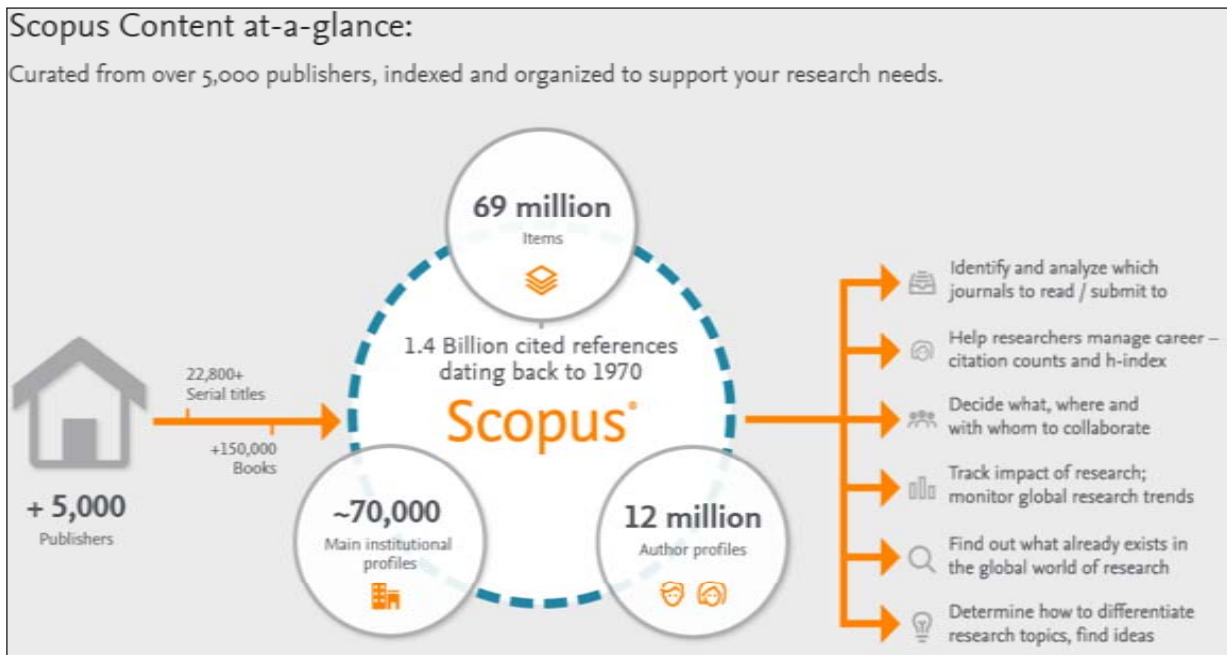 Scopus Content at-a-glance:
Curated from over 5,000 publishers, indexed and organized to support your research needs.
69 million
Items
1.4 Billion cited references
dating back to 1970
Scopus®
22,800+
Serial titles
+150,000
Books
+ 5,000
Publishers
~70,000
Main institutional
profiles
12 million
Author profiles
Identify and analyze which
journals to read / submit to
Help researchers manage career –
citation counts and h-index
Decide what, where and
with whom to collaborate
Track impact of research;
monitor global research trends
Find out what already exists in
the global world of research
Determine how to differentiate
research topics, find ideas